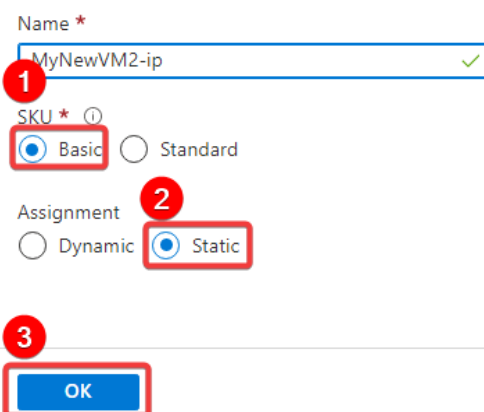 Name *
MyNewVM2-ip
1
SKU * ⓘ
Basic Standard
2
Assignment
Dynamic Static
3
OK